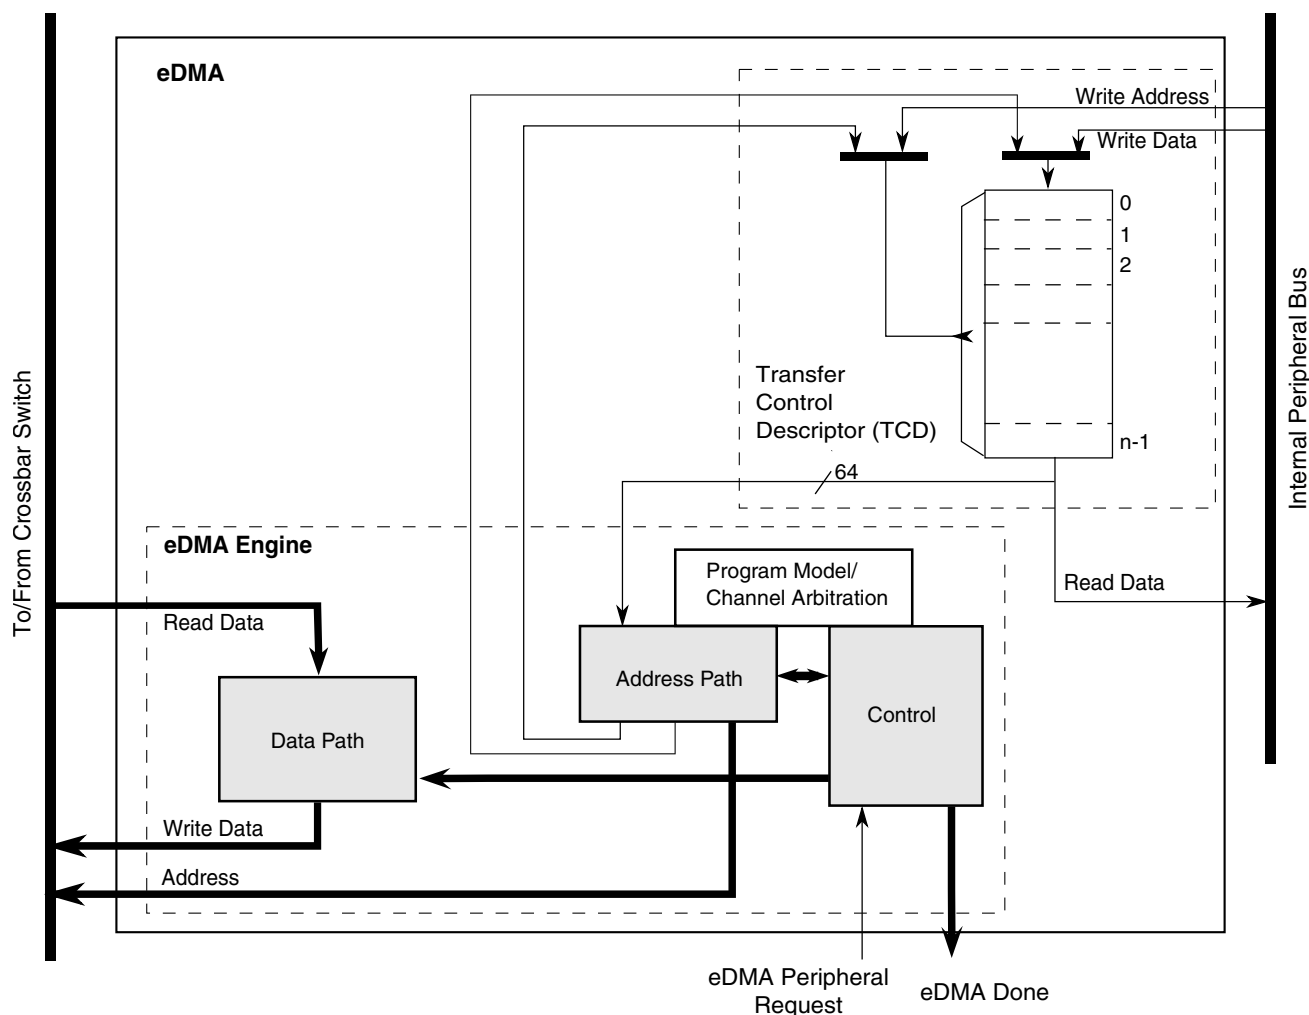 eDMA
Write Address
Write Data
0
1
2
n-1
Transfer
Control
Descriptor (TCD)
64
To/From Crossbar Switch
Internal Peripheral Bus
eDMA Engine
Program Model/
Channel Arbitration
Read Data
Read Data
Address Path
Control
Data Path
Write Data
Address
eDMA Peripheral
Request
eDMA Done